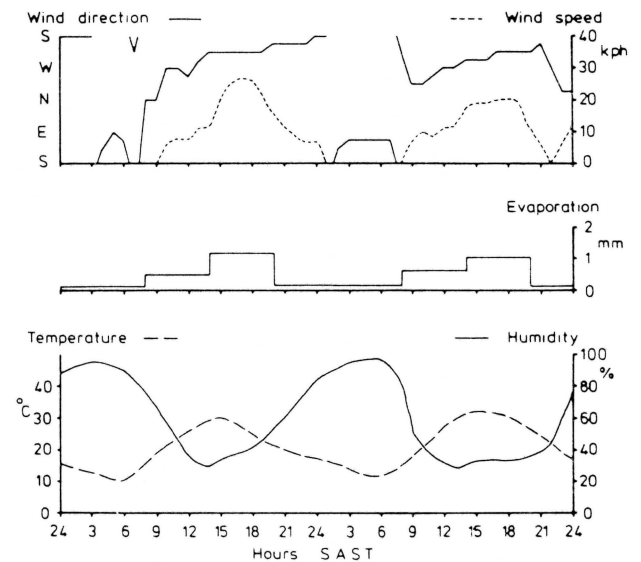 Wind direction — --- Wind speed
S 40
kph
W 30
N 20
E 10
S 0
Evaporation
2
mm
1
0
Temperature — — — Humidity
100
%
40 80
°C
30 60
20 40
10 20
0 0
24 3 6 9 12 15 18 21 24 3 6 9 12 15 18 21 24
Hours SAST